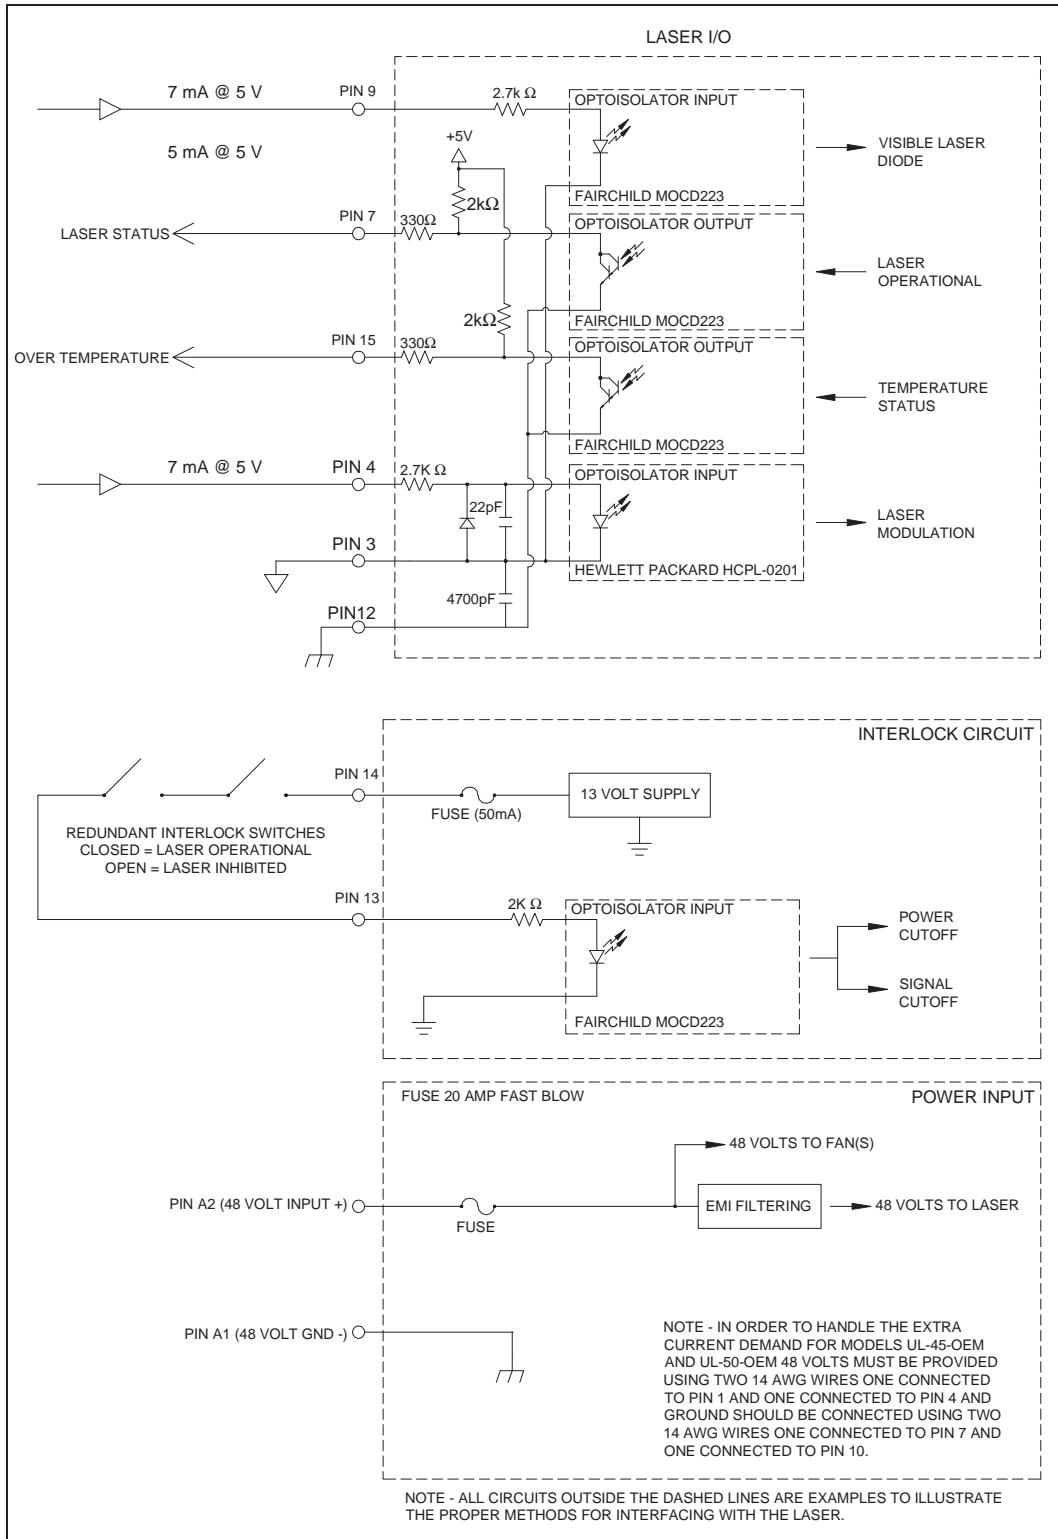 LASER I/O
7 mA @ 5 V
PIN 9
2.7k Ω
OPTOISOLATOR INPUT
VISIBLE LASER
DIODE
5 mA @ 5 V
+5V
FAIRCHILD MOCD223
2kΩ
PIN 7
330Ω
OPTOISOLATOR OUTPUT
LASER STATUS
LASER
OPERATIONAL
2kΩ
FAIRCHILD MOCD223
PIN 15
330Ω
OPTOISOLATOR OUTPUT
OVER TEMPERATURE
TEMPERATURE
STATUS
FAIRCHILD MOCD223
7 mA @ 5 V
PIN 4
2.7K Ω
OPTOISOLATOR INPUT
22pF
LASER
MODULATION
PIN 3
HEWLETT PACKARD HCPL-0201
4700pF
PIN12
INTERLOCK CIRCUIT
PIN 14
FUSE (50mA)
13 VOLT SUPPLY
REDUNDANT INTERLOCK SWITCHES
CLOSED = LASER OPERATIONAL
OPEN = LASER INHIBITED
PIN 13
2K Ω
OPTOISOLATOR INPUT
POWER
CUTOFF
SIGNAL
CUTOFF
FAIRCHILD MOCD223
FUSE 20 AMP FAST BLOW
POWER INPUT
48 VOLTS TO FAN(S)
PIN A2 (48 VOLT INPUT +)
FUSE
EMI FILTERING
48 VOLTS TO LASER
PIN A1 (48 VOLT GND -)
NOTE - IN ORDER TO HANDLE THE EXTRA
CURRENT DEMAND FOR MODELS UL-45-OEM
AND UL-50-OEM 48 VOLTS MUST BE PROVIDED
USING TWO 14 AWG WIRES ONE CONNECTED
TO PIN 1 AND ONE CONNECTED TO PIN 4 AND
GROUND SHOULD BE CONNECTED USING TWO
14 AWG WIRES ONE CONNECTED TO PIN 7 AND
ONE CONNECTED TO PIN 10.
NOTE - ALL CIRCUITS OUTSIDE THE DASHED LINES ARE EXAMPLES TO ILLUSTRATE
THE PROPER METHODS FOR INTERFACING WITH THE LASER.